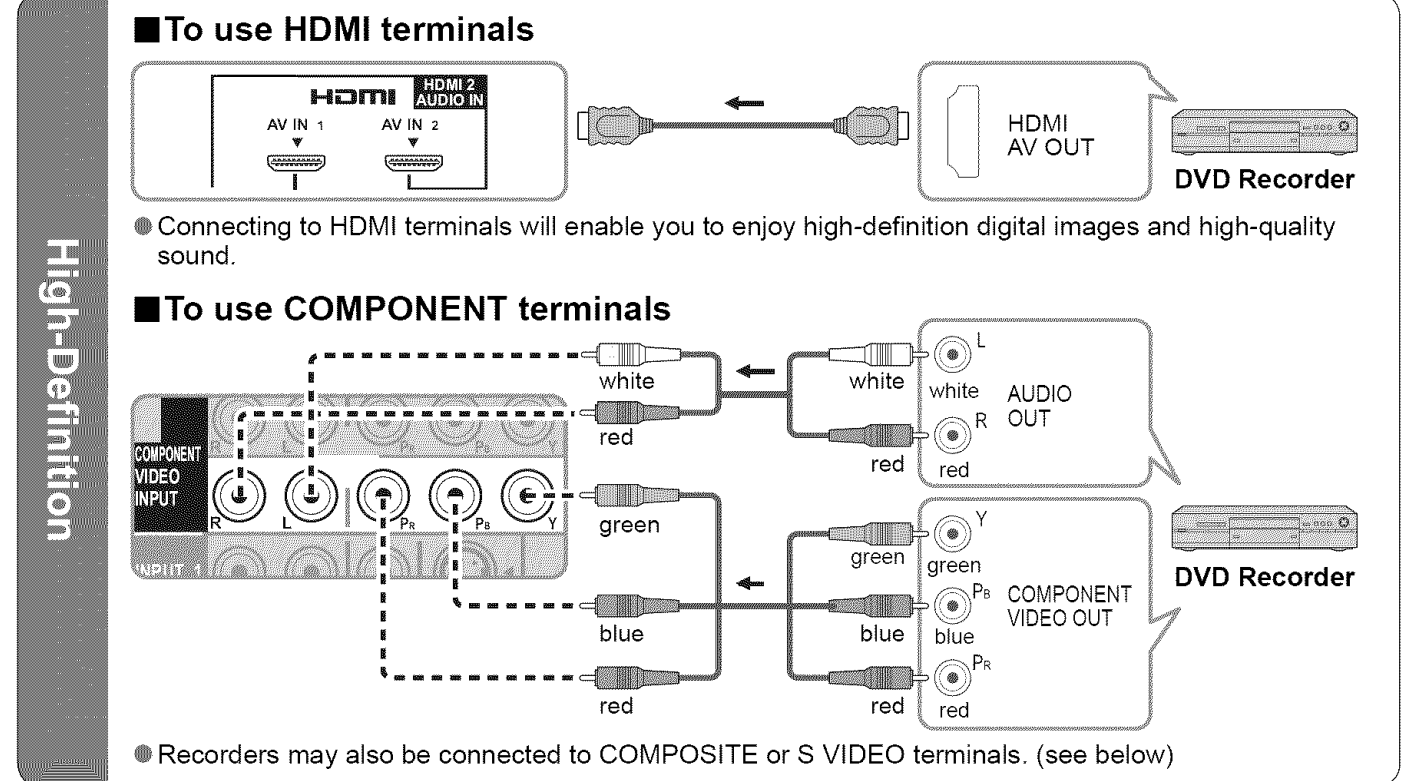 High-Definition
■To use HDMI terminals
HDMI
HDMI 2
AUDIO IN
AV IN 1
AV IN 2
HDMI
AV OUT
DVD Recorder
● Connecting to HDMI terminals will enable you to enjoy high-definition digital images and high-quality
sound.
■To use COMPONENT terminals
white
white
L
white
AUDIO
OUT
red
red
R
red
COMPONENT
VIDEO
INPUT
R
L
PR
PB
Y
R
L
PR
PB
Y
INPUT 1
green
green
Y
green
blue
blue
PB
blue
COMPONENT
VIDEO OUT
red
red
PR
red
DVD Recorder
● Recorders may also be connected to COMPOSITE or S VIDEO terminals. (see below)